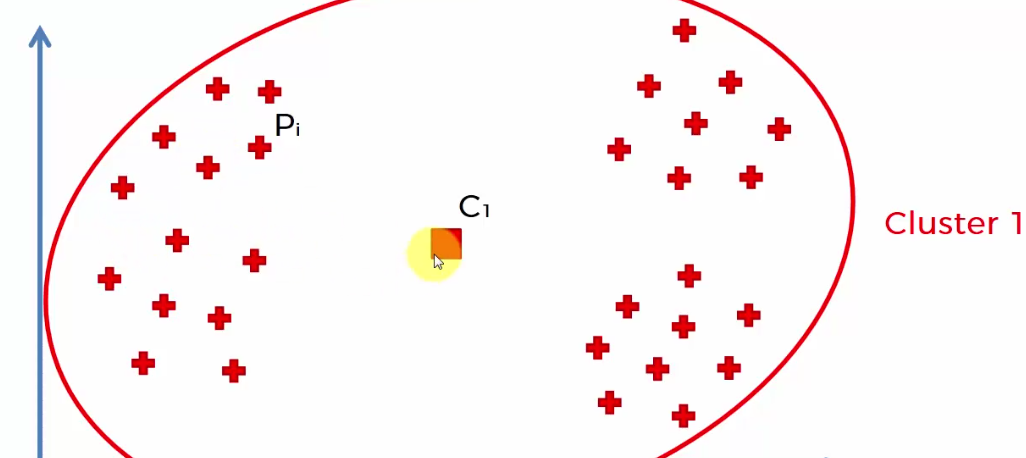 Pᵢ
C₁
Cluster 1